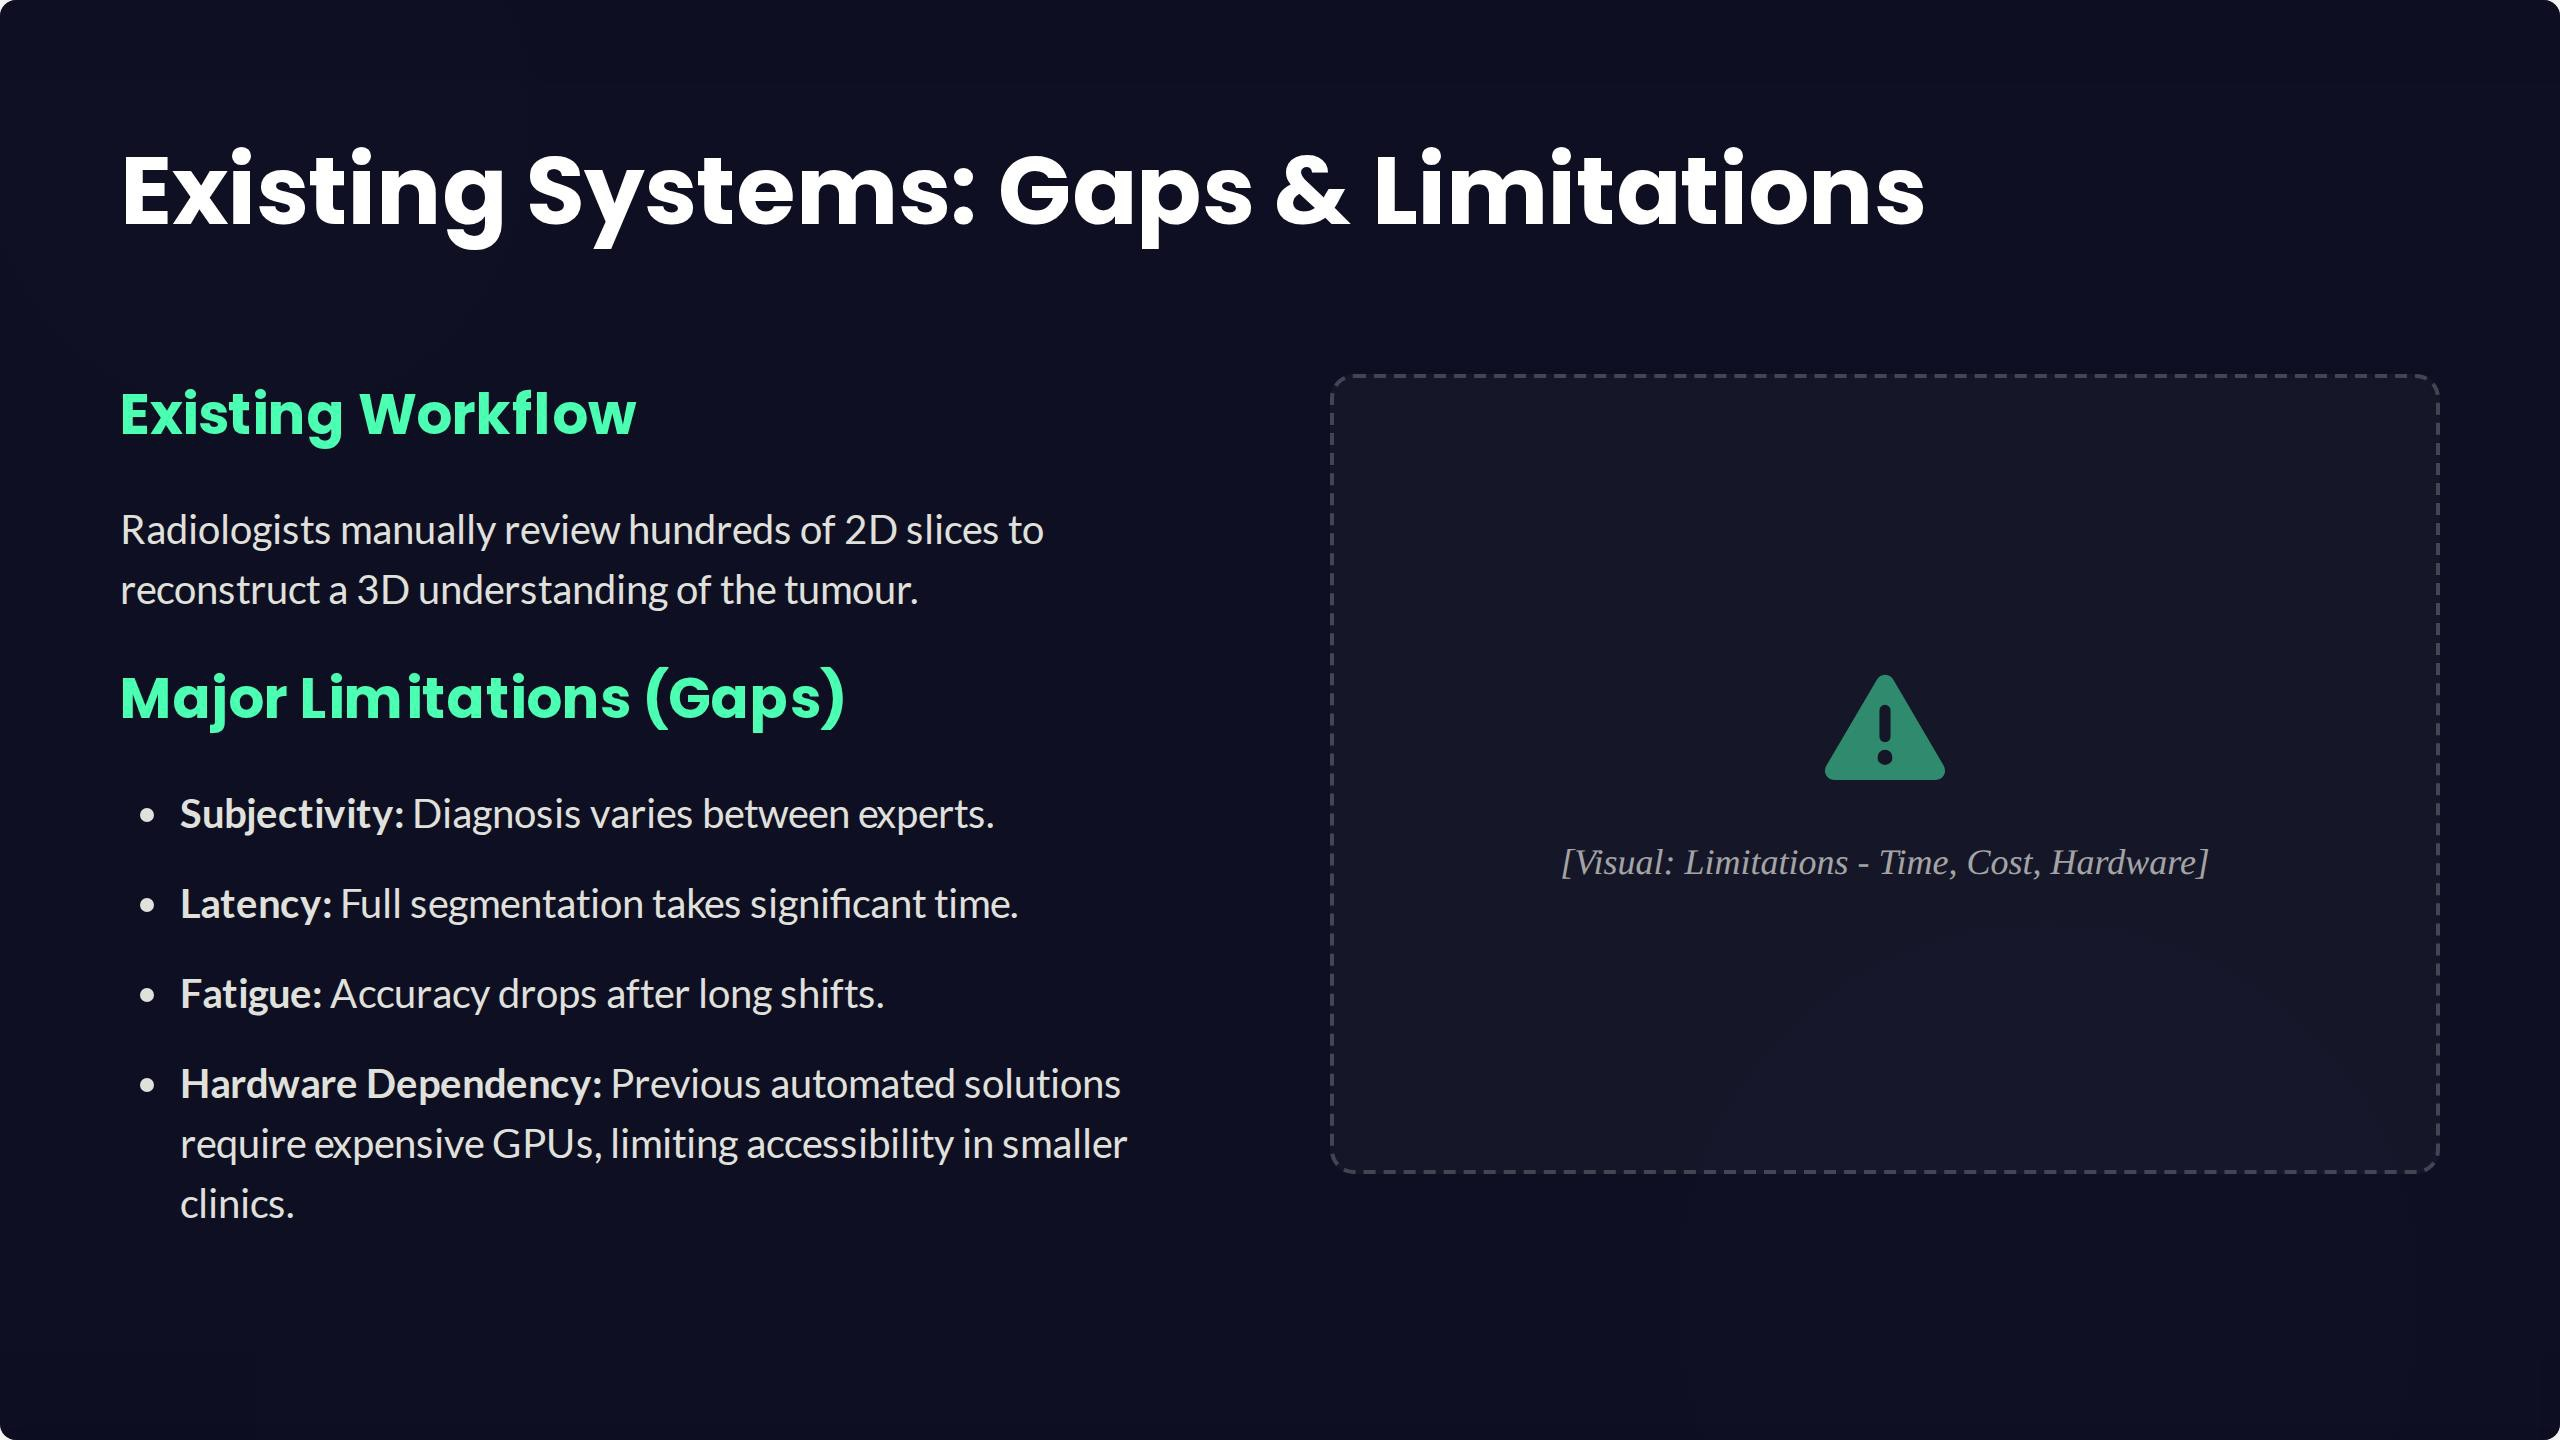 Existing Systems: Gaps & Limitations
Existing Workflow
Radiologists manually review hundreds of 2D slices to
reconstruct a 3D understanding of the tumour.
Major Limitations (Gaps)
• Subjectivity: Diagnosis varies between experts.
• Latency: Full segmentation takes significant time.
• Fatigue: Accuracy drops after long shifts.
• Hardware Dependency: Previous automated solutions
require expensive GPUs, limiting accessibility in smaller
clinics.
[Visual: Limitations - Time, Cost, Hardware]